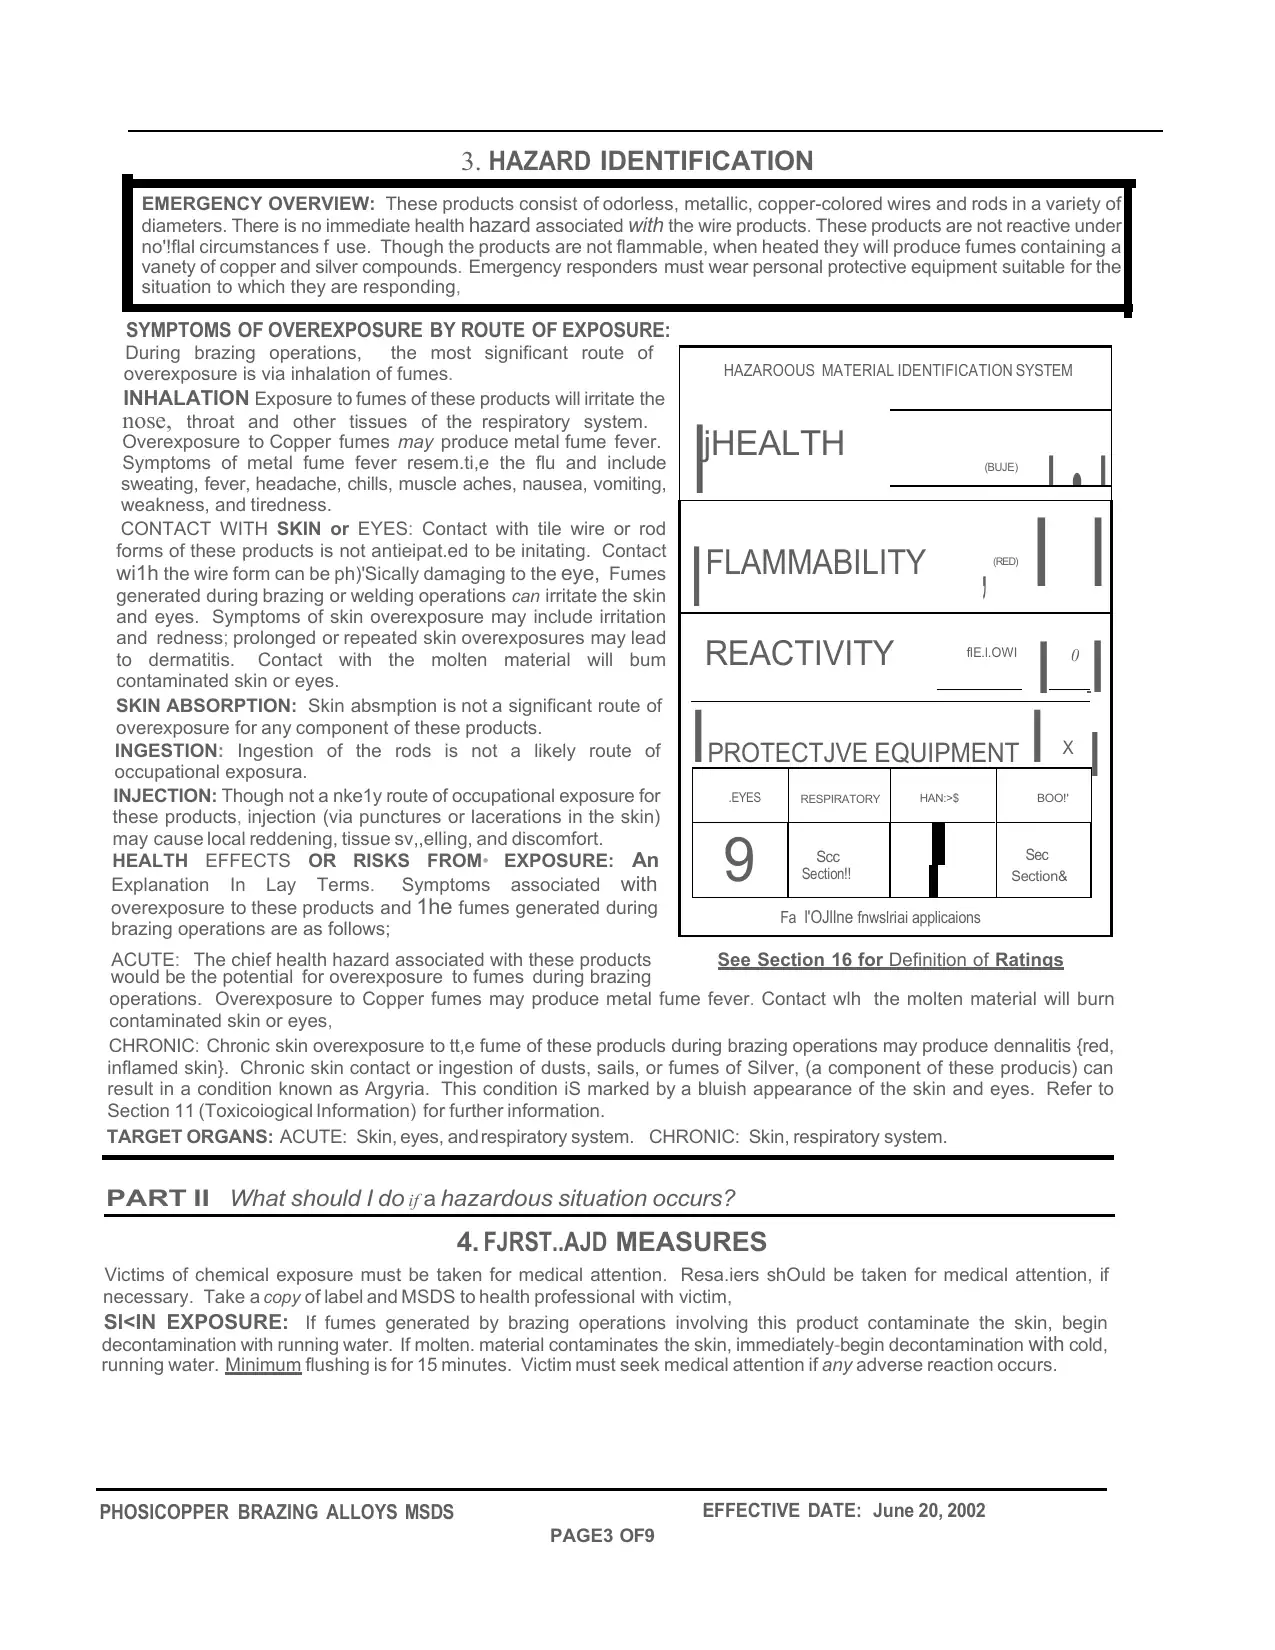 3. HAZARD IDENTIFICATION
EMERGENCY OVERVIEW: These products consist of odorless, metallic, copper-colored wires and rods in a variety of
diameters. There is no immediate health hazard associated with the wire products. These products are not reactive under
no'!flal circumstances f use. Though the products are not flammable, when heated they will produce fumes containing a
vanety of copper and silver compounds. Emergency responders must wear personal protective equipment suitable for the
situation to which they are responding,
SYMPTOMS OF OVEREXPOSURE BY ROUTE OF EXPOSURE:
During brazing operations, the most significant route of
overexposure is via inhalation of fumes.
INHALATION Exposure to fumes of these products will irritate the
nose, throat and other tissues of the respiratory system.
Overexposure to Copper fumes may produce metal fume fever.
Symptoms of metal fume fever resem.ti,e the flu and include
sweating, fever, headache, chills, muscle aches, nausea, vomiting,
weakness, and tiredness.
CONTACT WITH SKIN or EYES: Contact with tile wire or rod
forms of these products is not antieipat.ed to be initating. Contact
wi1h the wire form can be ph)'Sically damaging to the eye, Fumes
generated during brazing or welding operations can irritate the skin
and eyes. Symptoms of skin overexposure may include irritation
and redness; prolonged or repeated skin overexposures may lead
to dermatitis. Contact with the molten material will bum
contaminated skin or eyes.
SKIN ABSORPTION: Skin absmption is not a significant route of
overexposure for any component of these products.
INGESTION: Ingestion of the rods is not a likely route of
occupational exposura.
INJECTION: Though not a nke1y route of occupational exposure for
these products, injection (via punctures or lacerations in the skin)
may cause local reddening, tissue sv,,elling, and discomfort.
HEALTH EFFECTS OR RISKS FROM• EXPOSURE: An
Explanation In Lay Terms. Symptoms associated with
overexposure to these products and 1he fumes generated during
brazing operations are as follows;
HAZAROOUS MATERIAL IDENTIFICATION SYSTEM
jHEALTH (BUJE)
FLAMMABILITY (RED)
REACTIVITY flE.l.OWI 0
PROTECTJVE EQUIPMENT X
.EYES RESPIRATORY HAN:>$ BOO!'
9 Scc Section!! Sec Section&
Fa l'OJIlne fnwslriai applicaions
See Section 16 for Definition of Ratings
ACUTE: The chief health hazard associated with these products
would be the potential for overexposure to fumes during brazing
operations. Overexposure to Copper fumes may produce metal fume fever. Contact wlh the molten material will burn
contaminated skin or eyes,
CHRONIC: Chronic skin overexposure to tt,e fume of these producls during brazing operations may produce dennalitis {red,
inflamed skin}. Chronic skin contact or ingestion of dusts, sails, or fumes of Silver, (a component of these producis) can
result in a condition known as Argyria. This condition iS marked by a bluish appearance of the skin and eyes. Refer to
Section 11 (Toxicoiogical Information) for further information.
TARGET ORGANS: ACUTE: Skin, eyes, and respiratory system. CHRONIC: Skin, respiratory system.
PART II What should I do if a hazardous situation occurs?
4. FJRST..AJD MEASURES
Victims of chemical exposure must be taken for medical attention. Resa.iers shOuld be taken for medical attention, if
necessary. Take a copy of label and MSDS to health professional with victim,
Sl<IN EXPOSURE: If fumes generated by brazing operations involving this product contaminate the skin, begin
decontamination with running water. If molten. material contaminates the skin, immediately-begin decontamination with cold,
running water. Minimum flushing is for 15 minutes. Victim must seek medical attention if any adverse reaction occurs.
PHOSICOPPER BRAZING ALLOYS MSDS EFFECTIVE DATE: June 20, 2002
PAGE3 OF9